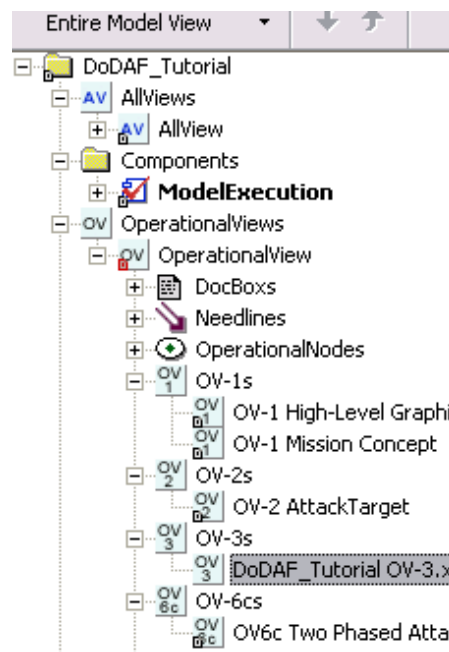 Entire Model View
DoDAF_Tutorial
AV AllViews
AV AllView
Components
ModelExecution
OV OperationalViews
OV OperationalView
DocBoxs
Needlines
OperationalNodes
OV 1 OV-1s
OV 1 OV-1 High-Level Graphi
OV 1 OV-1 Mission Concept
OV 2 OV-2s
OV 2 OV-2 AttackTarget
OV 3 OV-3s
OV 3 DoDAF_Tutorial OV-3.x
OV 6c OV-6cs
OV 6c OV6c Two Phased Atta